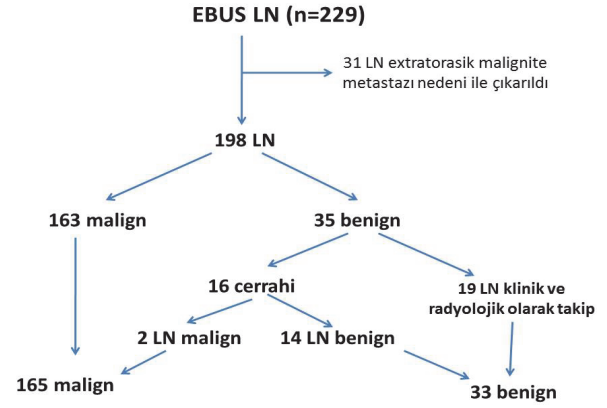 EBUS LN (n=229)
31 LN extratorasik malignite
metastazı nedeni ile çıkarıldı
198 LN
163 malign
35 benign
16 cerrahi
19 LN klinik ve
radyolojik olarak takip
2 LN malign
14 LN benign
165 malign
33 benign